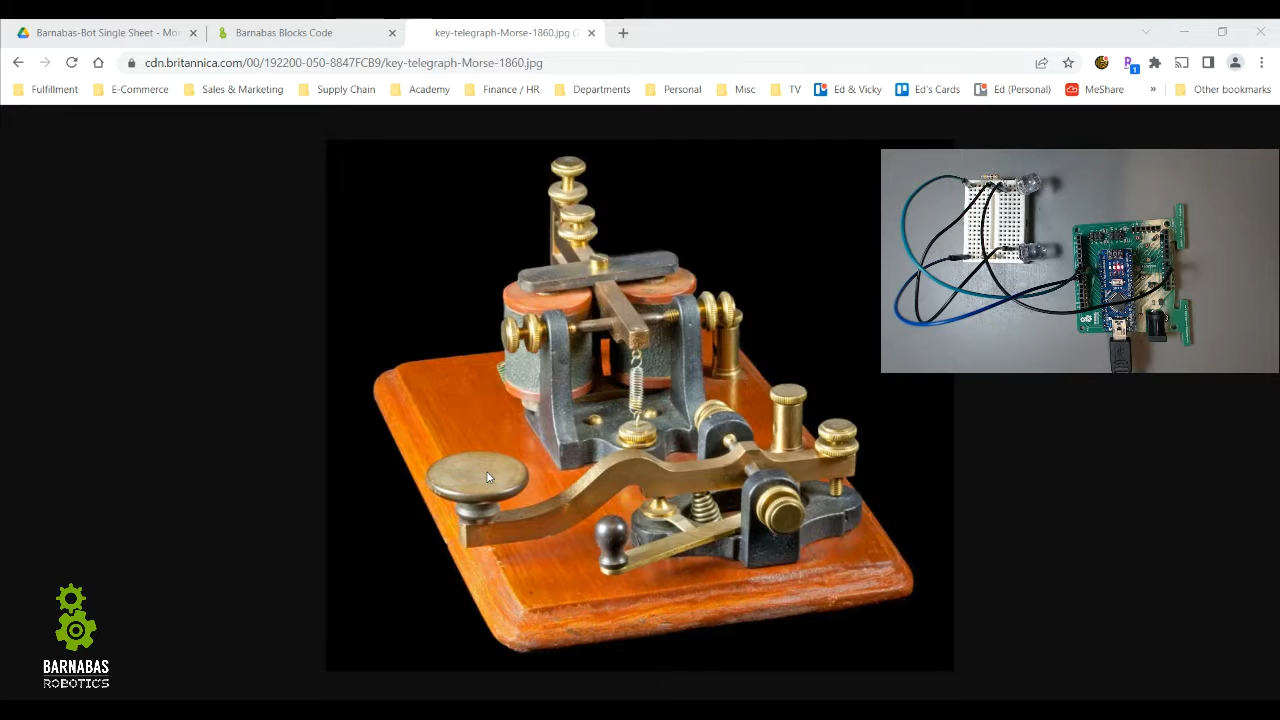 Barnabas-Bot Single Sheet - Mor
Barnabas Blocks Code
key-telegraph-Morse-1860.jpg (
cdn.britannica.com/00/192200-050-8847FCB9/key-telegraph-Morse-1860.jpg
1
Fulfillment E-Commerce Sales & Marketing Supply Chain Academy Finance / HR Departments Personal Misc TV Ed & Vicky Ed's Cards Ed (Personal) MeShare » Other bookmarks
BARNABAS
ROBOTICS